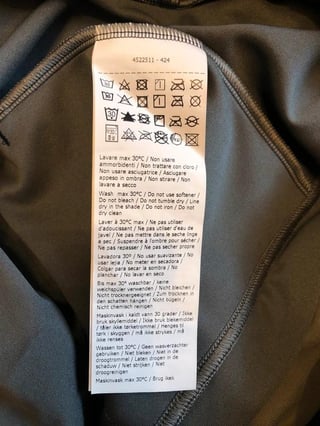 4522511 - 424
Lavare max 30°C / Non usare
ammorbidenti / Non trattare con cloro /
Non usare asciugatrice / Asciugare
appeso in ombra / Non stirare / Non
lavare a secco
Wash max 30°C / Do not use softener /
Do not bleach / Do not tumble dry / Line
dry in the shade / Do not iron / Do not
dry clean
Laver à 30°C max / Ne pas utiliser
d'adoucissant / Ne pas utiliser d'eau de
/ Ne pas mettre dans le sèche linge
à sec / Suspendre à l'ombre pour sécher /
Ne pas repasser / Ne pas sécher propre
Lavadora 30º / No usar suavizante / No
usar lejía / No meter en secadora /
Colgar para secar la sombra / No
planchar / No lavar en seco
Bis max 30° waschbar / keine
weichspüler verwenden / Nicht bleichen /
Nicht trocknergeeignet / Zum trocknen in
den schatten hängen / Nicht bügeln /
Nicht chemisch reinigen
Maskinvask i kaldt vann 30 grader / Ikke
bruk skyllemiddel / Ikke bruk blekemiddel
/ tåler ikke tørketrommel / Henges til
tørk i skyggen / må ikke strykes / må
ikke renses
Wassen tot 30°C / Geen wasverzachter
gebruiken / Niet bleken / Niet in de
droogtrommel / Laten drogen in de
schaduw / Niet strijken / Niet
droogreinigen
Maskinvask max 30°C / Brug ikke